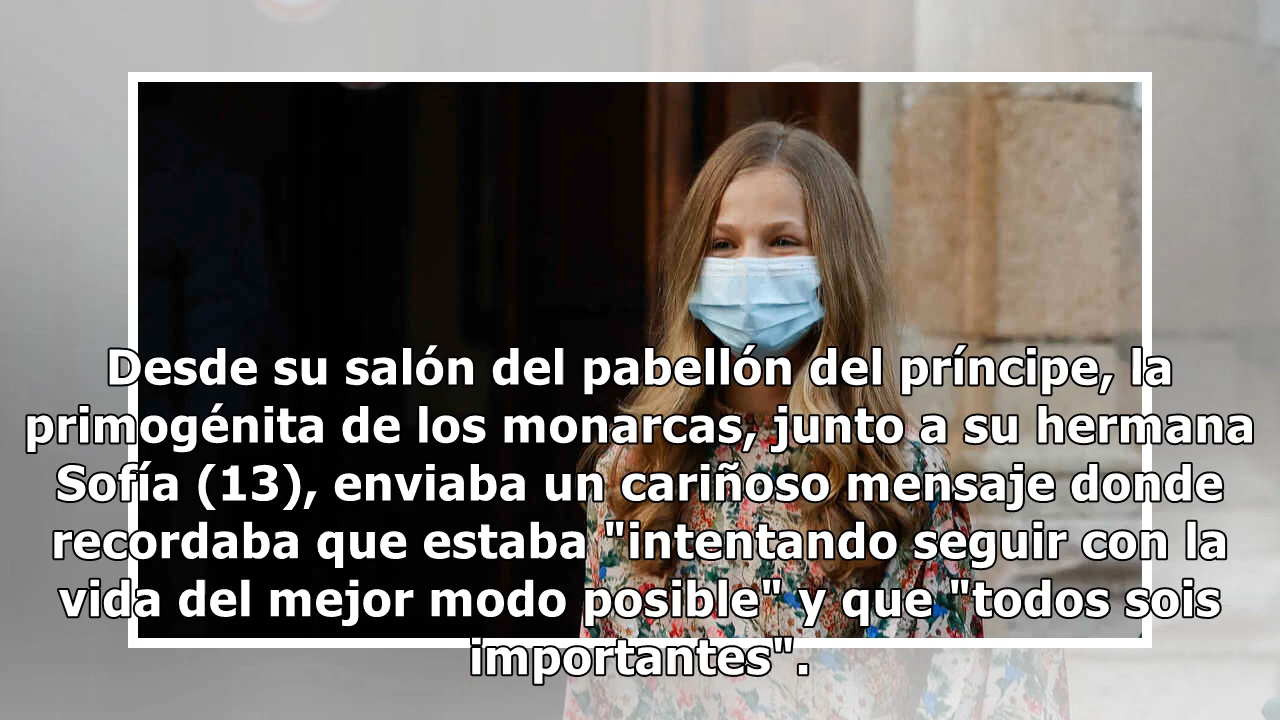 Desde su salón del pabellón del príncipe, la
primogénita de los monarcas, junto a su hermana
Sofía (13), enviaba un cariñoso mensaje donde
recordaba que estaba "intentando seguir con la
vida del mejor modo posible" y que "todos sois
importantes".